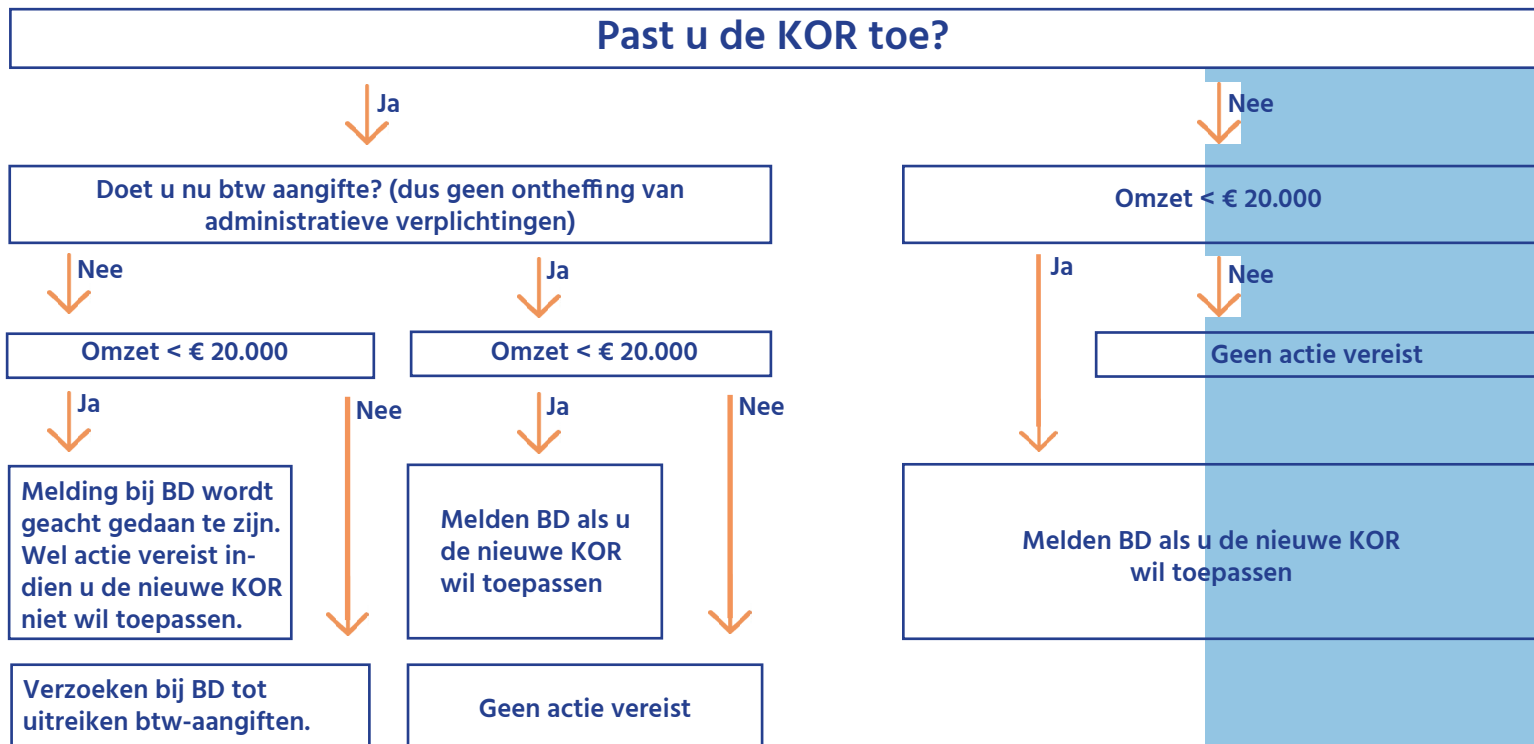 Past u de KOR toe?
Ja
Nee
Doet u nu btw aangifte? (dus geen ontheffing van
administratieve verplichtingen)
Omzet < € 20.000
Nee
Ja
Ja
Nee
Omzet < € 20.000
Omzet < € 20.000
Geen actie vereist
Ja
Nee
Ja
Nee
Melding bij BD wordt
geacht gedaan te zijn.
Wel actie vereist in-
dien u de nieuwe KOR
niet wil toepassen.
Melden BD als u
de nieuwe KOR
wil toepassen
Melden BD als u de nieuwe KOR
wil toepassen
Verzoeken bij BD tot
uitreiken btw-aangiften.
Geen actie vereist